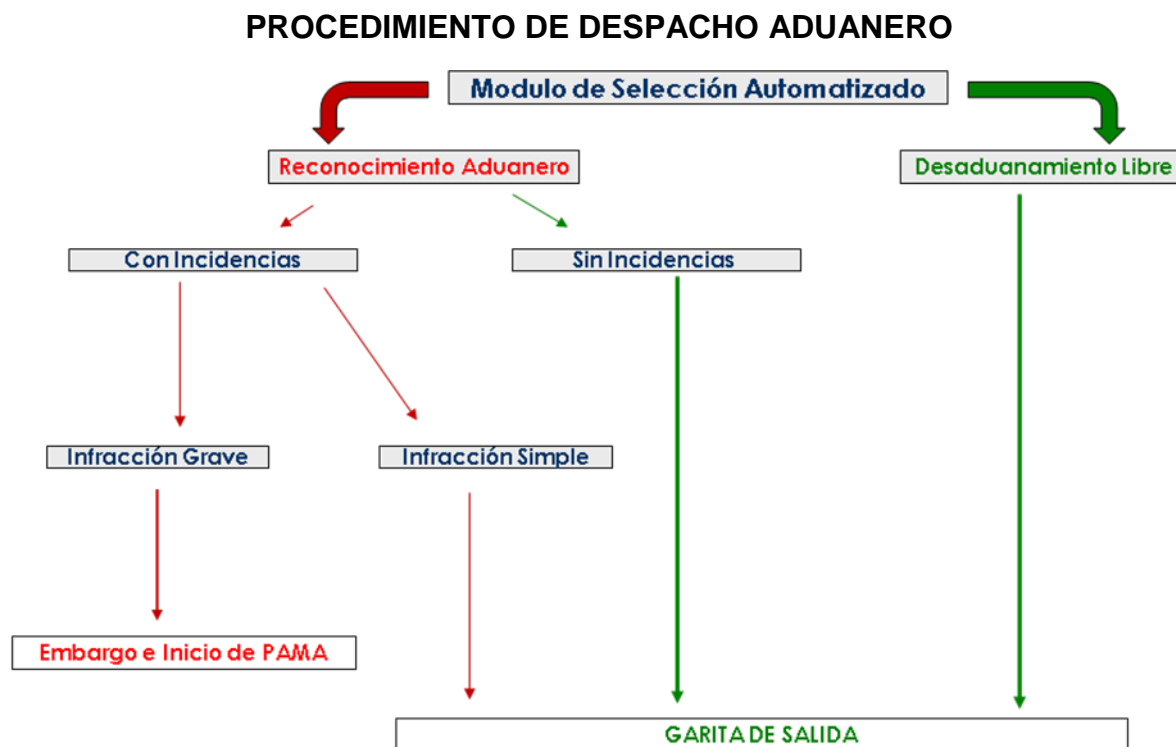 PROCEDIMIENTO DE DESPACHO ADUANERO
Modulo de Selección Automatizado
Reconocimiento Aduanero
Desaduanamiento Libre
Con Incidencias
Sin Incidencias
Infracción Grave
Infracción Simple
Embargo e Inicio de PAMA
GARITA DE SALIDA